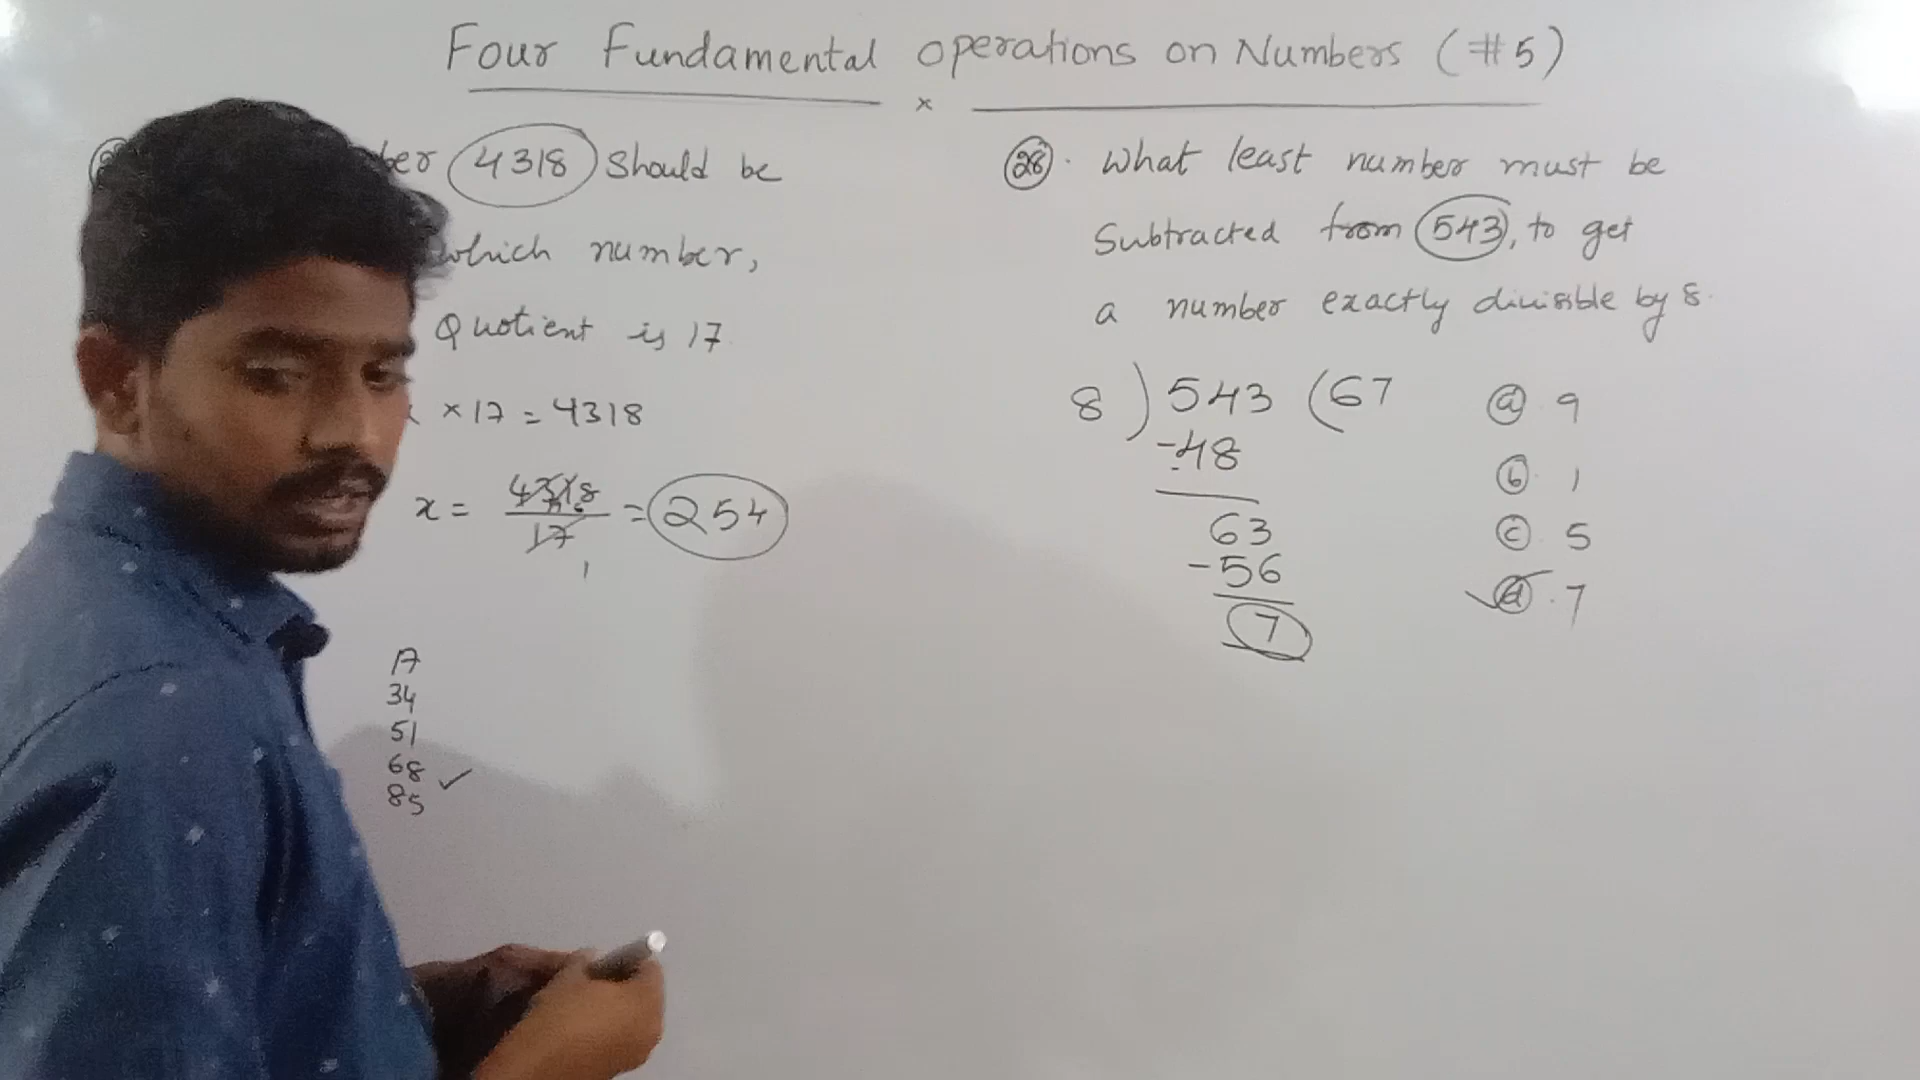 Four Fundamental Operations on Numbers (#5)
x
4318 Should be
which number,
Quotient is 17
x 17 = 4318
x = 4318/17 = 254
1
17
34
51
68 ✓
85
28. What least number must be
Subtracted from 543, to get
a number exactly divisible by 8.
8 ) 543 ( 67
-48
63
-56
7
a 9
b. 1
c. 5
d. 7